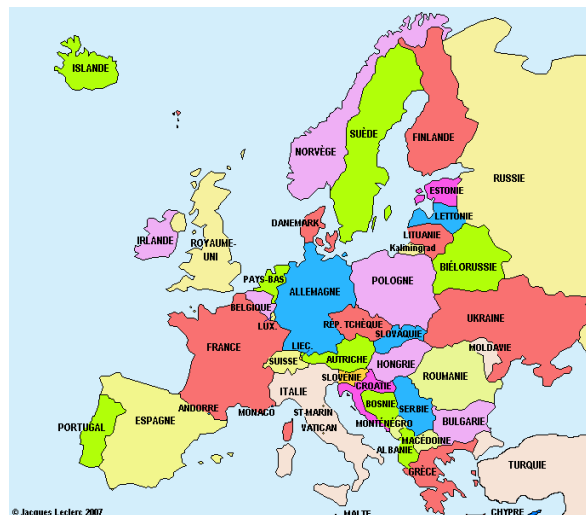 ISLANDE
NORVÈGE
SUÈDE
FINLANDE
RUSSIE
ESTONIE
LETTONIE
LITUANIE
Kaliningrad
DANEMARK
IRLANDE
ROYAUME-
UNI
BIÉLORUSSIE
PAYS-BAS
ALLEMAGNE
POLOGNE
BELGIQUE
LUX.
UKRAINE
RÉP. TCHÈQUE
SLOVAQUIE
MOLDAVIE
FRANCE
LIEC.
SUISSE
AUTRICHE
HONGRIE
ROUMANIE
SLOVÉNIE
CROATIE
ITALIE
BOSNIE
SERBIE
ANDORRE
MONACO
ST-MARIN
VATICAN
MONTÉNÉGRO
BULGARIE
PORTUGAL
ESPAGNE
MACÉDOINE
ALBANIE
GRÈCE
TURQUIE
© Jacques Leclerc 2007
MALTE
CHYPRE